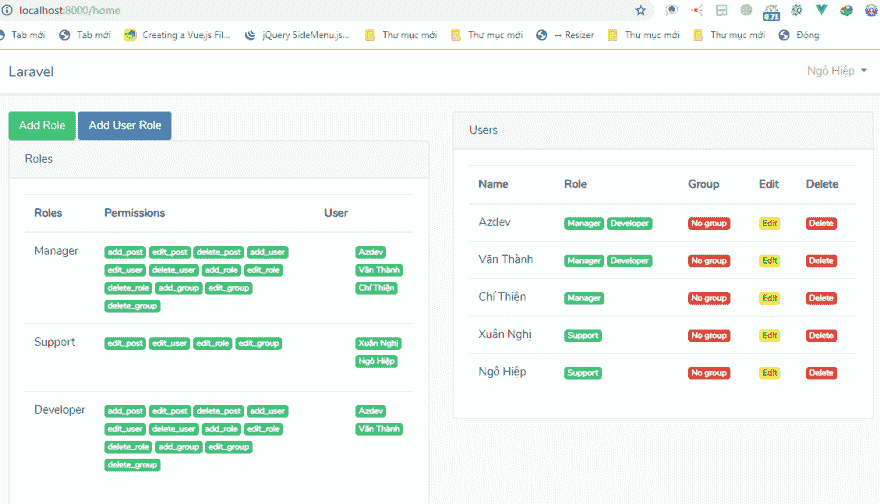 localhost:8000/home
0.71
Tab mới
Tab mới
Creating a Vue.js Fil...
jQuery SideMenu.js...
Thư mục mới
Thư mục mới
↔ Resizer
Thư mục mới
Thư mục mới
Đóng
Laravel
Ngô Hiệp
Add Role
Add User Role
Roles
Roles Permissions User
Manager
add_post edit_post delete_post add_user
edit_user delete_user add_role edit_role
delete_role add_group edit_group
delete_group
Azdev
Văn Thành
Chí Thiện
Support
edit_post edit_user edit_role edit_group
Xuân Nghị
Ngô Hiệp
Developer
add_post edit_post delete_post add_user
edit_user delete_user add_role edit_role
delete_role add_group edit_group
delete_group
Azdev
Văn Thành
Users
Name Role Group Edit Delete
Azdev Manager Developer No group Edit Delete
Văn Thành Manager Developer No group Edit Delete
Chí Thiện Manager No group Edit Delete
Xuân Nghị Support No group Edit Delete
Ngô Hiệp Support No group Edit Delete